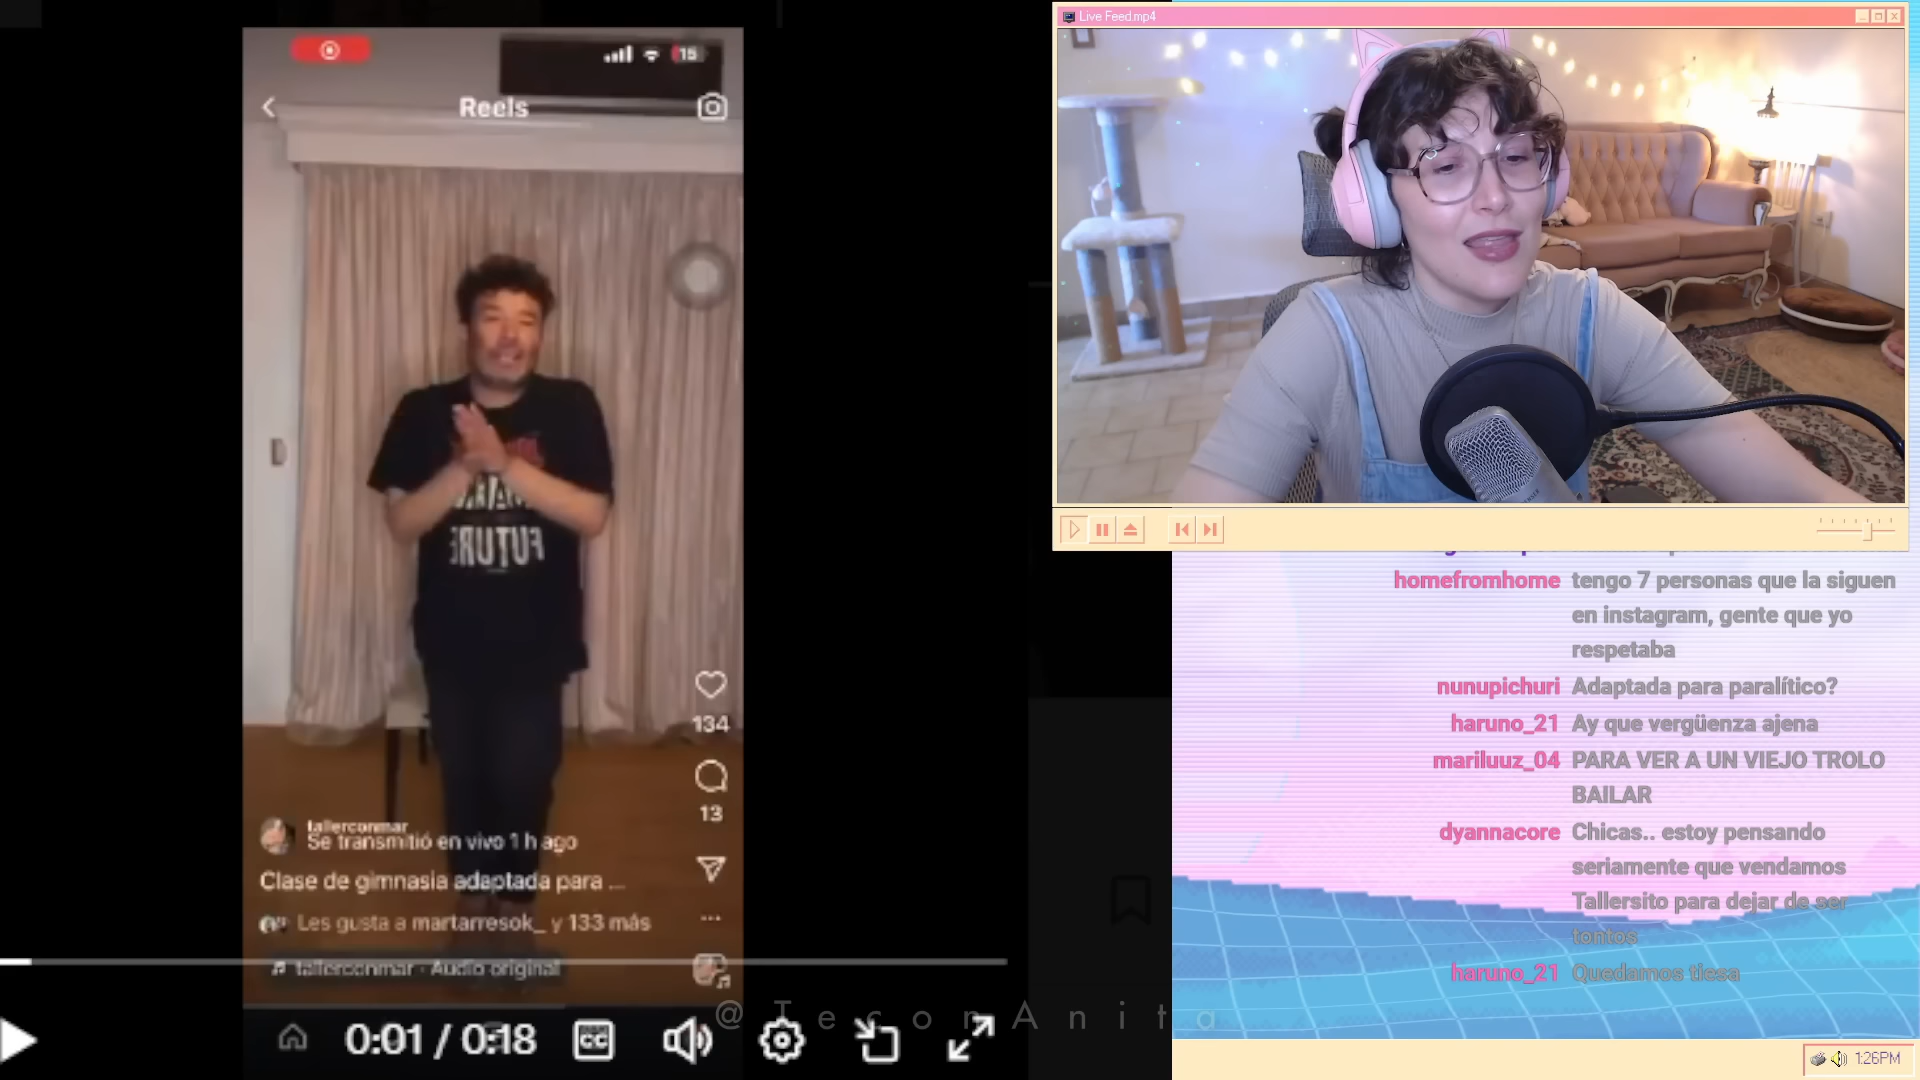 15
Reels
FUTURE
134
13
tallerconmar
Se transmitió en vivo 1 h ago
Clase de gimnasia adaptada para ...
Les gusta a martarresok_ y 133 más
tallerconmar · Audio original
0:01 / 0:18
CC
@TeconAnita
Live Feed.mp4
homefromhome tengo 7 personas que la siguen
en instagram, gente que yo
respetaba
nunupichuri Adaptada para paralítico?
haruno_21 Ay que vergüenza ajena
mariluuz_04 PARA VER A UN VIEJO TROLO
BAILAR
dyannacore Chicas.. estoy pensando
seriamente que vendamos
Tallersito para dejar de ser
tontos
haruno_21 Quedamos tiesa
1:26PM